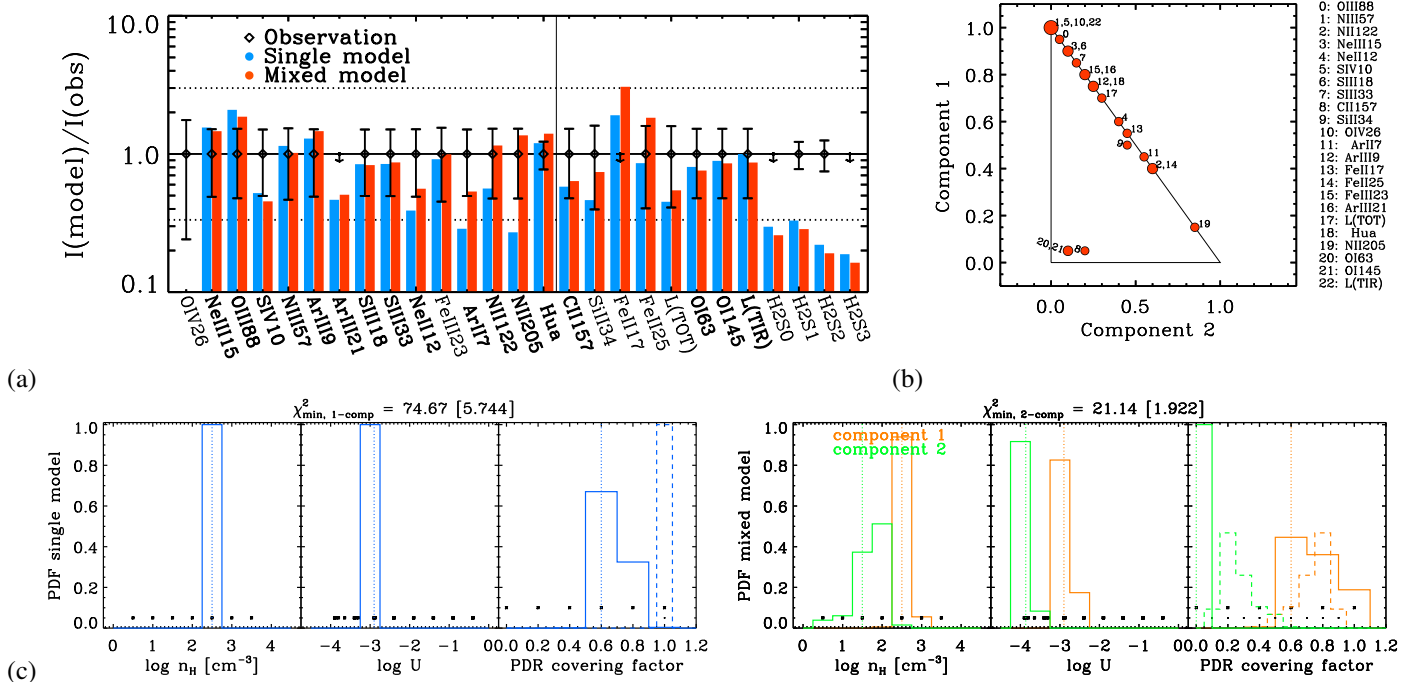 10.0
1.0
0.1
I(model)/I(obs)
Observation
Single model
Mixed model
OIV26
NeIII15
OIII88
SIV10
NIII57
ArIII9
ArIII21
SIII18
SIII33
NeII12
FeIII23
ArII7
NII122
NII205
Hua
CII157
SiII34
FeII17
FeII25
L(TOT)
OI63
OI145
L(TIR)
H2S0
H2S1
H2S2
H2S3
(a)
1.0
0.8
0.6
0.4
0.2
0.0
Component 1
1,5,10,22
0
3,6
7
15,16
12,18
17
4
13
9
11
2,14
19
20,21
8
0.0
0.5
1.0
Component 2
0: OIII88
1: NIII57
2: NII122
3: NeIII15
4: NeII12
5: SIV10
6: SIII18
7: SIII33
8: CII157
9: SiII34
10: OIV26
11: ArII7
12: ArIII9
13: FeII17
14: FeII25
15: FeIII23
16: ArIII21
17: L(TOT)
18: Hua
19: NII205
20: OI63
21: OI145
22: L(TIR)
(b)
χ²min, 1-comp = 74.67 [5.744]
1.0
0.8
0.6
0.4
0.2
0.0
PDF single model
0 1 2 3 4
log nH [cm⁻³]
−4 −3 −2 −1
log U
0.0 0.2 0.4 0.6 0.8 1.0 1.2
PDR covering factor
χ²min, 2-comp = 21.14 [1.922]
component 1
component 2
1.0
0.8
0.6
0.4
0.2
0.0
PDF mixed model
0 1 2 3 4
log nH [cm⁻³]
−4 −3 −2 −1
log U
0.0 0.2 0.4 0.6 0.8 1.0 1.2
PDR covering factor
(c)